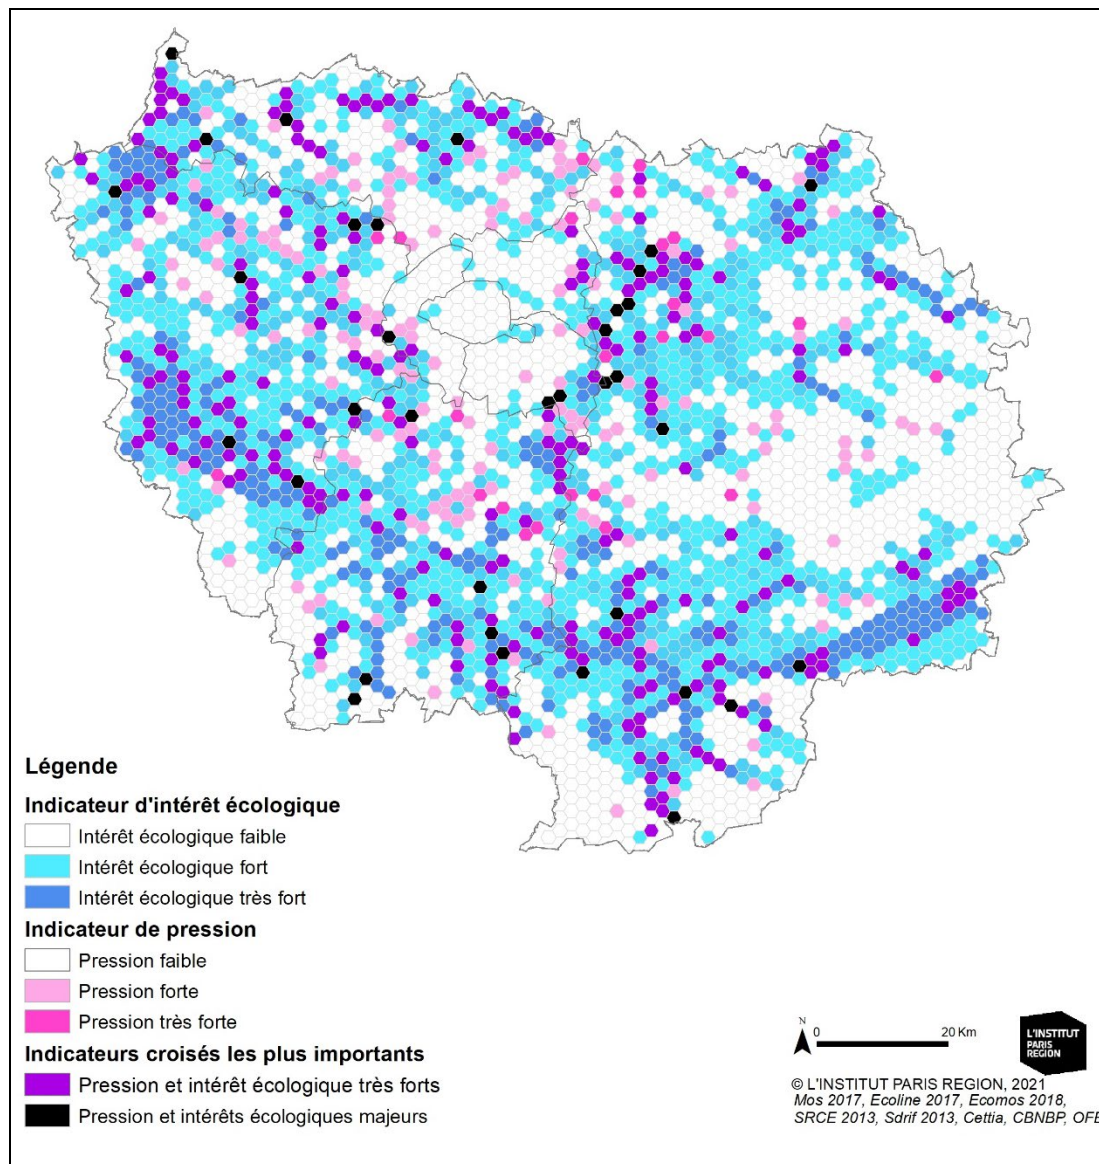 Légende
Indicateur d'intérêt écologique
Intérêt écologique faible
Intérêt écologique fort
Intérêt écologique très fort
Indicateur de pression
Pression faible
Pression forte
Pression très forte
Indicateurs croisés les plus importants
Pression et intérêt écologique très forts
Pression et intérêts écologiques majeurs
N
0 20 Km
L'INSTITUT
PARIS
REGION
© L'INSTITUT PARIS REGION, 2021
Mos 2017, Ecoline 2017, Ecomos 2018,
SRCE 2013, Sdrif 2013, Cettia, CBNBP, OFB